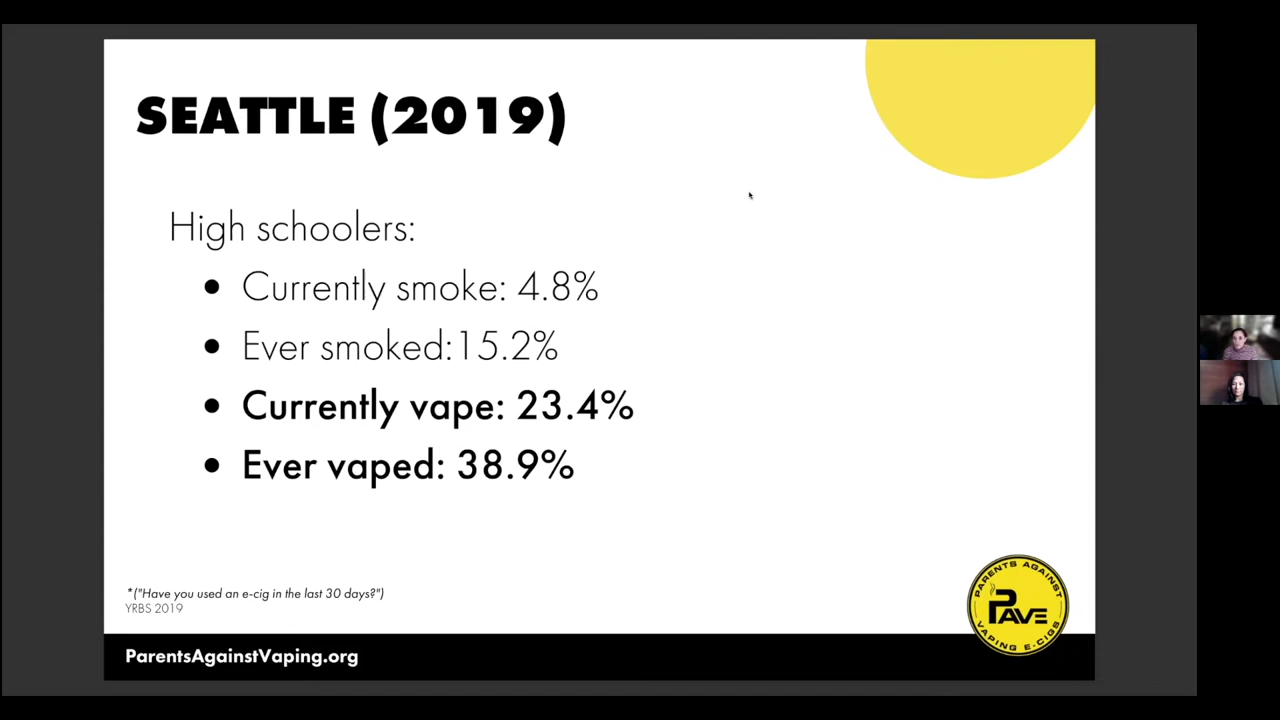 SEATTLE (2019)
High schoolers:
• Currently smoke: 4.8%
• Ever smoked:15.2%
• Currently vape: 23.4%
• Ever vaped: 38.9%
*("Have you used an e-cig in the last 30 days?")
YRBS 2019
PARENTS AGAINST
PAVE
VAPING E-CIGS
ParentsAgainstVaping.org